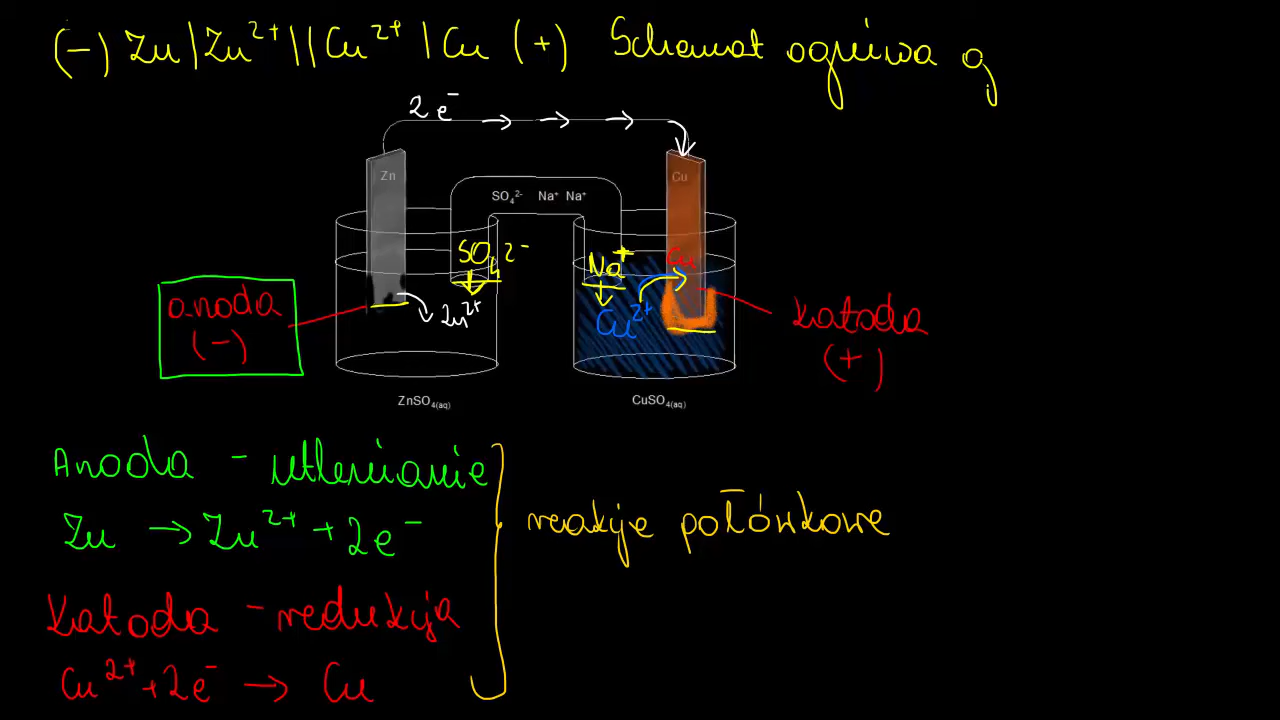 (-) Zn | Zn²⁺ || Cu²⁺ | Cu (+) Schemat ogniwa g
2e⁻
Zn
Cu
SO₄²⁻ Na⁺ Na⁺
SO₄²⁻
Na⁺
Cu
anoda
(-)
Zn²⁺
Cu²⁺
katoda
(+)
ZnSO₄(aq)
CuSO₄(aq)
Anoda - utlenianie
Zn → Zn²⁺ + 2e⁻
reakcje połówkowe
Katoda - redukcja
Cu²⁺ + 2e⁻ → Cu